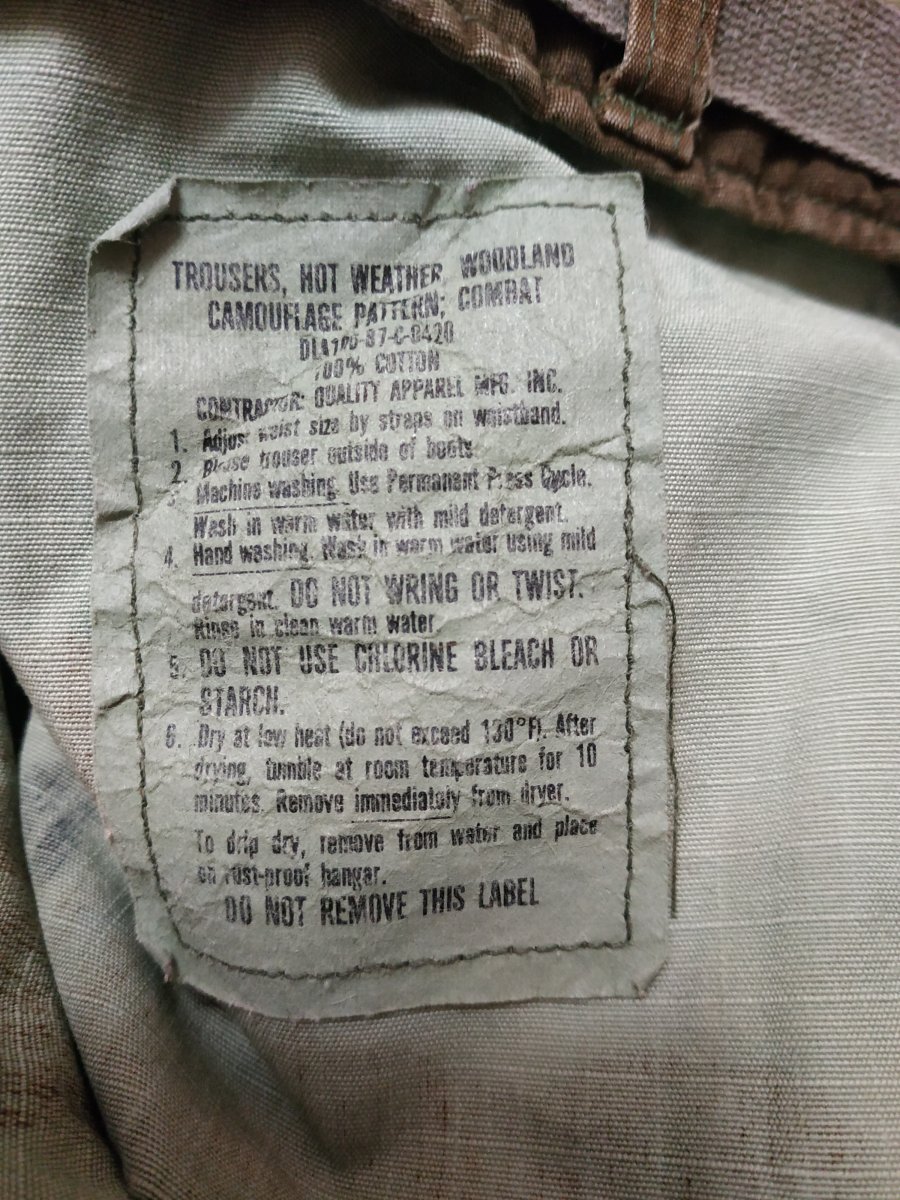 TROUSERS, HOT WEATHER, WOODLAND
CAMOUFLAGE PATTERN; COMBAT
DLA100-87-C-0420
100% COTTON
CONTRACTOR: QUALITY APPAREL MFG. INC.
1. Adjust waist size by straps on waistband.
2. Blouse trouser outside of boots.
3. Machine washing. Use Permanent Press Cycle.
Wash in warm water with mild detergent.
4. Hand washing. Wash in warm water using mild
detergent. DO NOT WRING OR TWIST.
Rinse in clean warm water
5. DO NOT USE CHLORINE BLEACH OR
STARCH.
6. Dry at low heat (do not exceed 130°F). After
drying, tumble at room temperature for 10
minutes. Remove immediately from dryer.
To drip dry, remove from water and place
on rust-proof hangar.
DO NOT REMOVE THIS LABEL